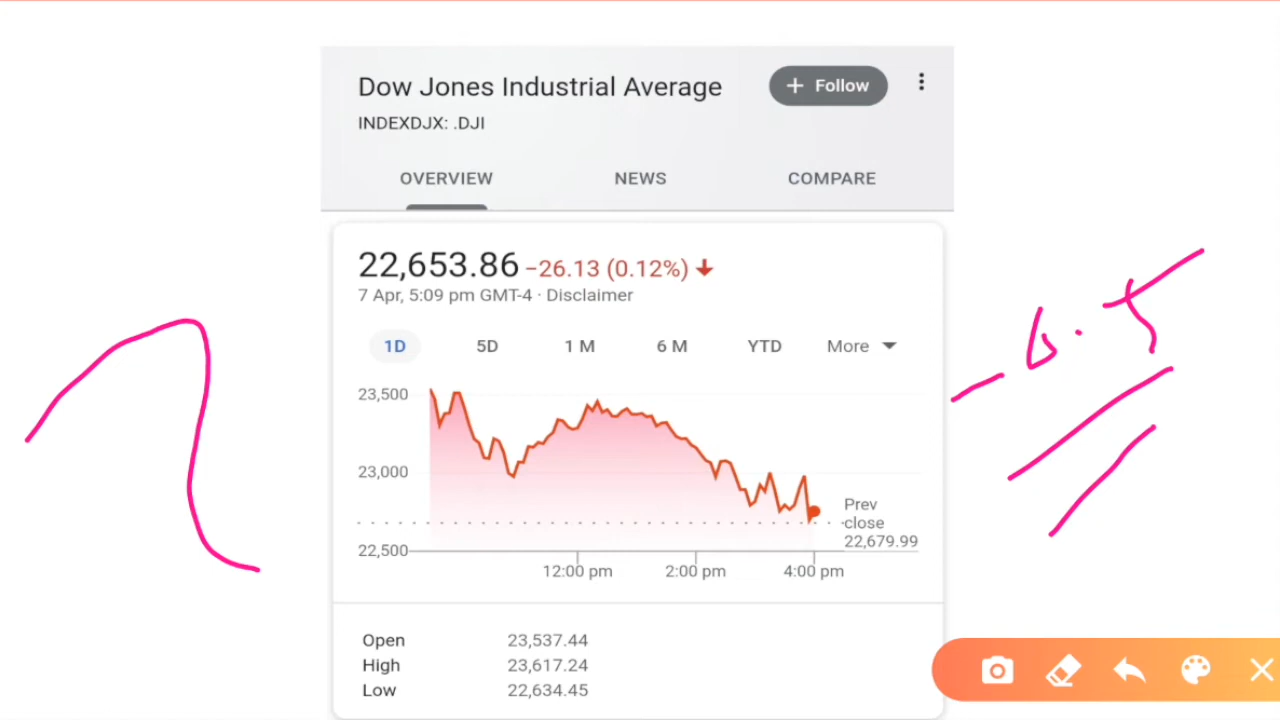 Dow Jones Industrial Average
+ Follow
INDEXDJX: .DJI
OVERVIEW NEWS COMPARE
22,653.86 −26.13 (0.12%)
7 Apr, 5:09 pm GMT-4 · Disclaimer
1D 5D 1 M 6 M YTD More
23,500
23,000
22,500
Prev
close
22,679.99
12:00 pm 2:00 pm 4:00 pm
Open 23,537.44
High 23,617.24
Low 22,634.45